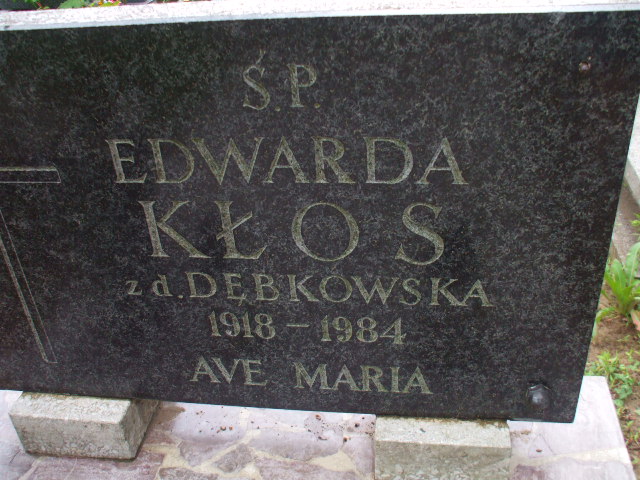 Ś.P.
EDWARDA
KŁOS
z d. DĘBKOWSKA
1918 – 1984
AVE MARIA